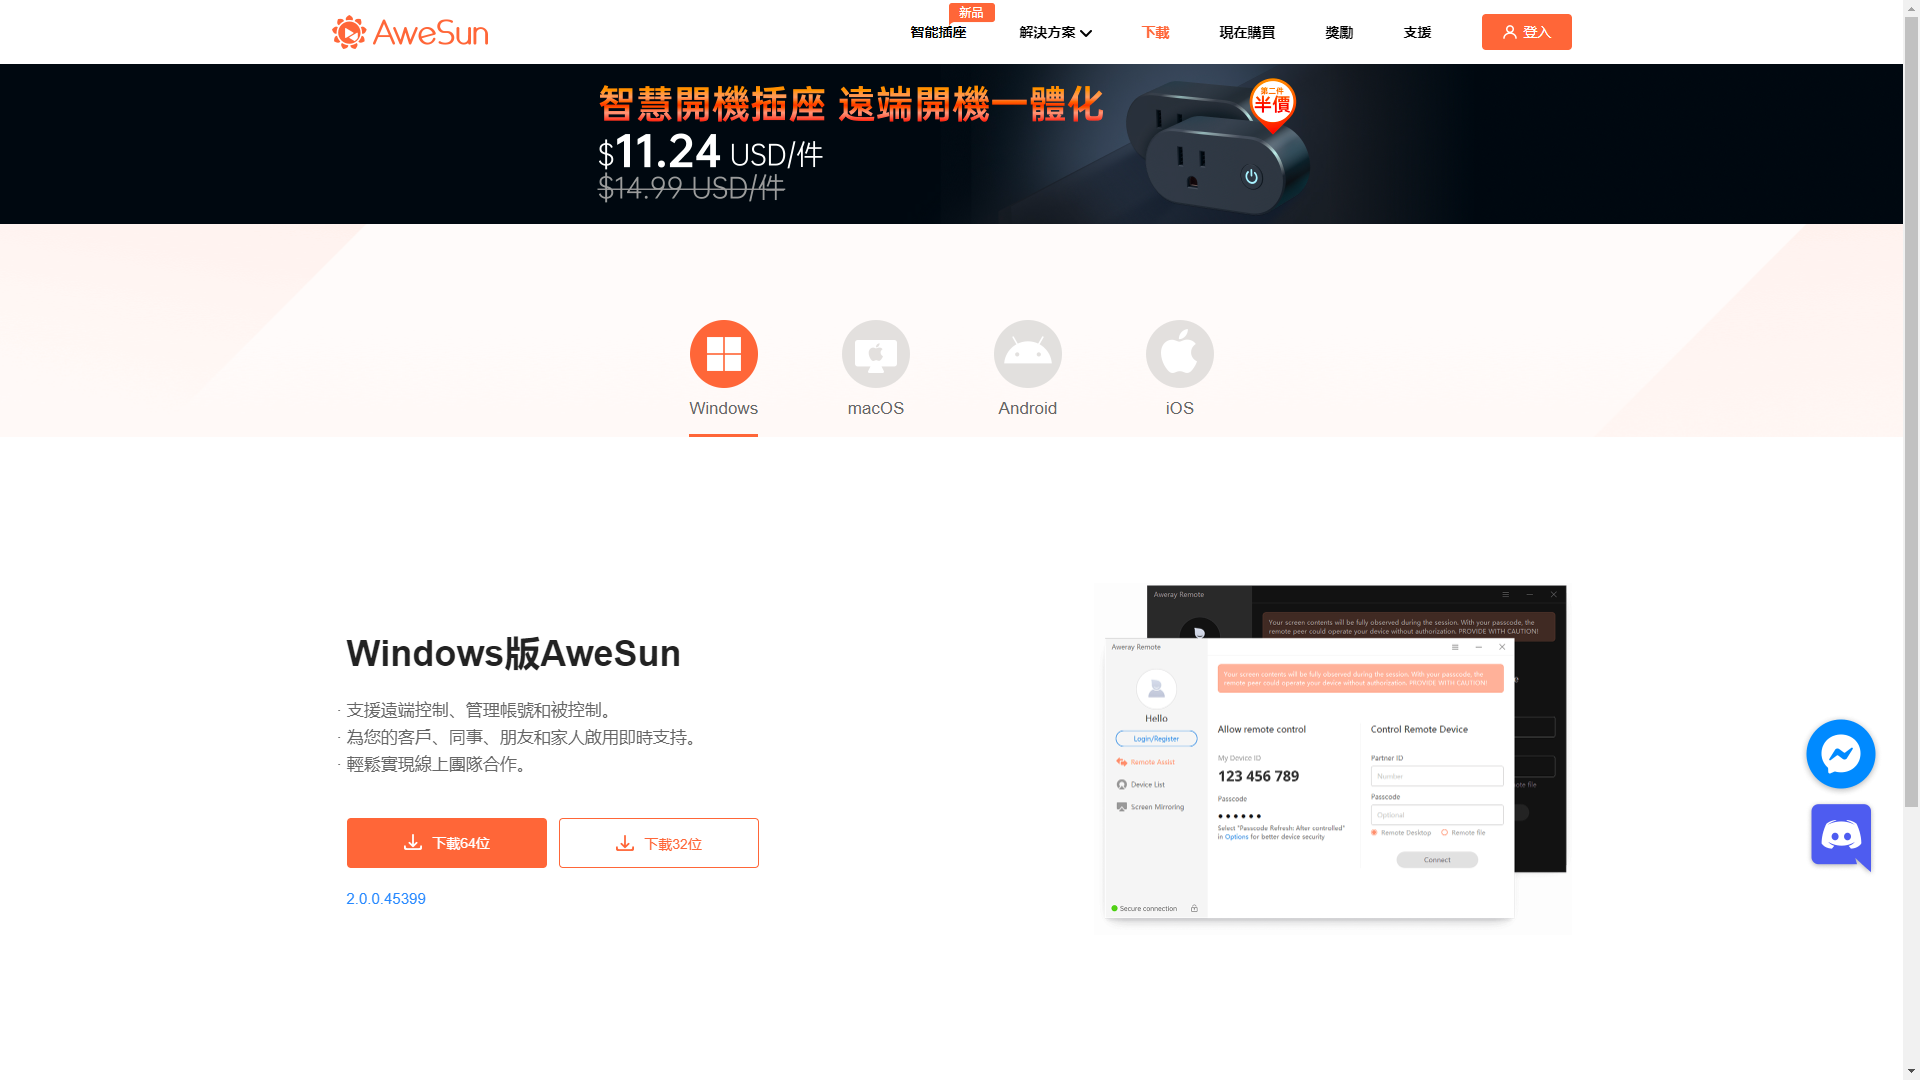 AweSun
智能插座
新品
解決方案
下載
現在購買
獎勵
支援
登入
智慧開機插座 遠端開機一體化
$11.24 USD/件
$14.99 USD/件
第二件
半價
Windows
macOS
Android
iOS
Windows版AweSun
· 支援遠端控制、管理帳號和被控制。
· 為您的客戶、同事、朋友和家人啟用即時支持。
· 輕鬆實現線上團隊合作。
下載64位
下載32位
2.0.0.45399
Aweray Remote
Your screen contents will be fully observed during the session. With your passcode, the
remote peer could operate your device without authorization. PROVIDE WITH CAUTION!
Aweray Remote
Your screen contents will be fully observed during the session. With your passcode, the
remote peer could operate your device without authorization. PROVIDE WITH CAUTION!
Hello
Login/Register
Remote Assist
Device List
Screen Mirroring
Secure connection
Allow remote control
My Device ID
123 456 789
Passcode
Select "Passcode Refresh: After controlled"
in Options for better device security
Control Remote Device
Partner ID
Number
Passcode
Optional
Remote Desktop
Remote file
Connect
ote file